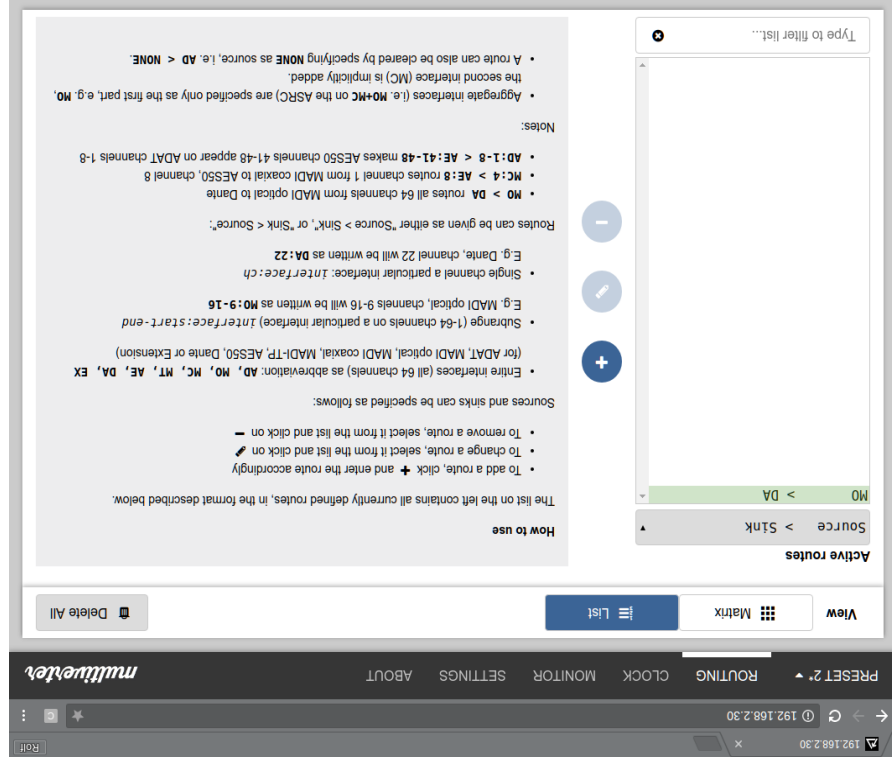 192.168.2.30 ×
Rolf
192.168.2.30
C
PRESET 2* ROUTING CLOCK MONITOR SETTINGS ABOUT
multiverter
View Matrix List Delete All
Active routes
Source > Sink
MO > DA
Type to filter list...
How to use
The list on the left contains all currently defined routes, in the format described below.
• To add a route, click + and enter the route accordingly
• To change a route, select it from the list and click on
• To remove a route, select it from the list and click on −
Sources and sinks can be specified as follows:
• Entire interfaces (all 64 channels) as abbreviation: AD, MO, MC, MT, AE, DA, EX
(for ADAT, MADI optical, MADI coaxial, MADI-TP, AES50, Dante or Extension)
• Subrange (1-64 channels on a particular interface) interface:start-end
E.g. MADI optical, channels 9-16 will be written as MO:9-16
• Single channel a particular interface: interface:ch
E.g. Dante, channel 22 will be written as DA:22
Routes can be given as either "Source > Sink", or "Sink < Source":
• MO > DA routes all 64 channels from MADI optical to Dante
• MC:4 > AE:8 routes channel 1 from MADI coaxial to AES50, channel 8
• AD:1-8 < AE:41-48 makes AES50 channels 41-48 appear on ADAT channels 1-8
Notes:
• Aggregate interfaces (i.e. MO+MC on the ASRC) are specified only as the first part, e.g. MO,
the second interface (MC) is implicitly added.
• A route can also be cleared by specifying NONE as source, i.e. AD < NONE.